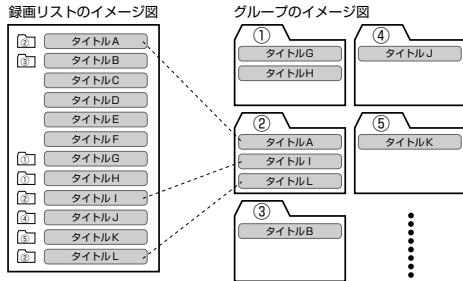 録画リストのイメージ図
② タイトルA
③ タイトルB
タイトルC
タイトルD
タイトルE
タイトルF
① タイトルG
① タイトルH
② タイトルI
④ タイトルJ
⑤ タイトルK
② タイトルL
グループのイメージ図
①
タイトルG
タイトルH
②
タイトルA
タイトルI
タイトルL
③
タイトルB
④
タイトルJ
⑤
タイトルK